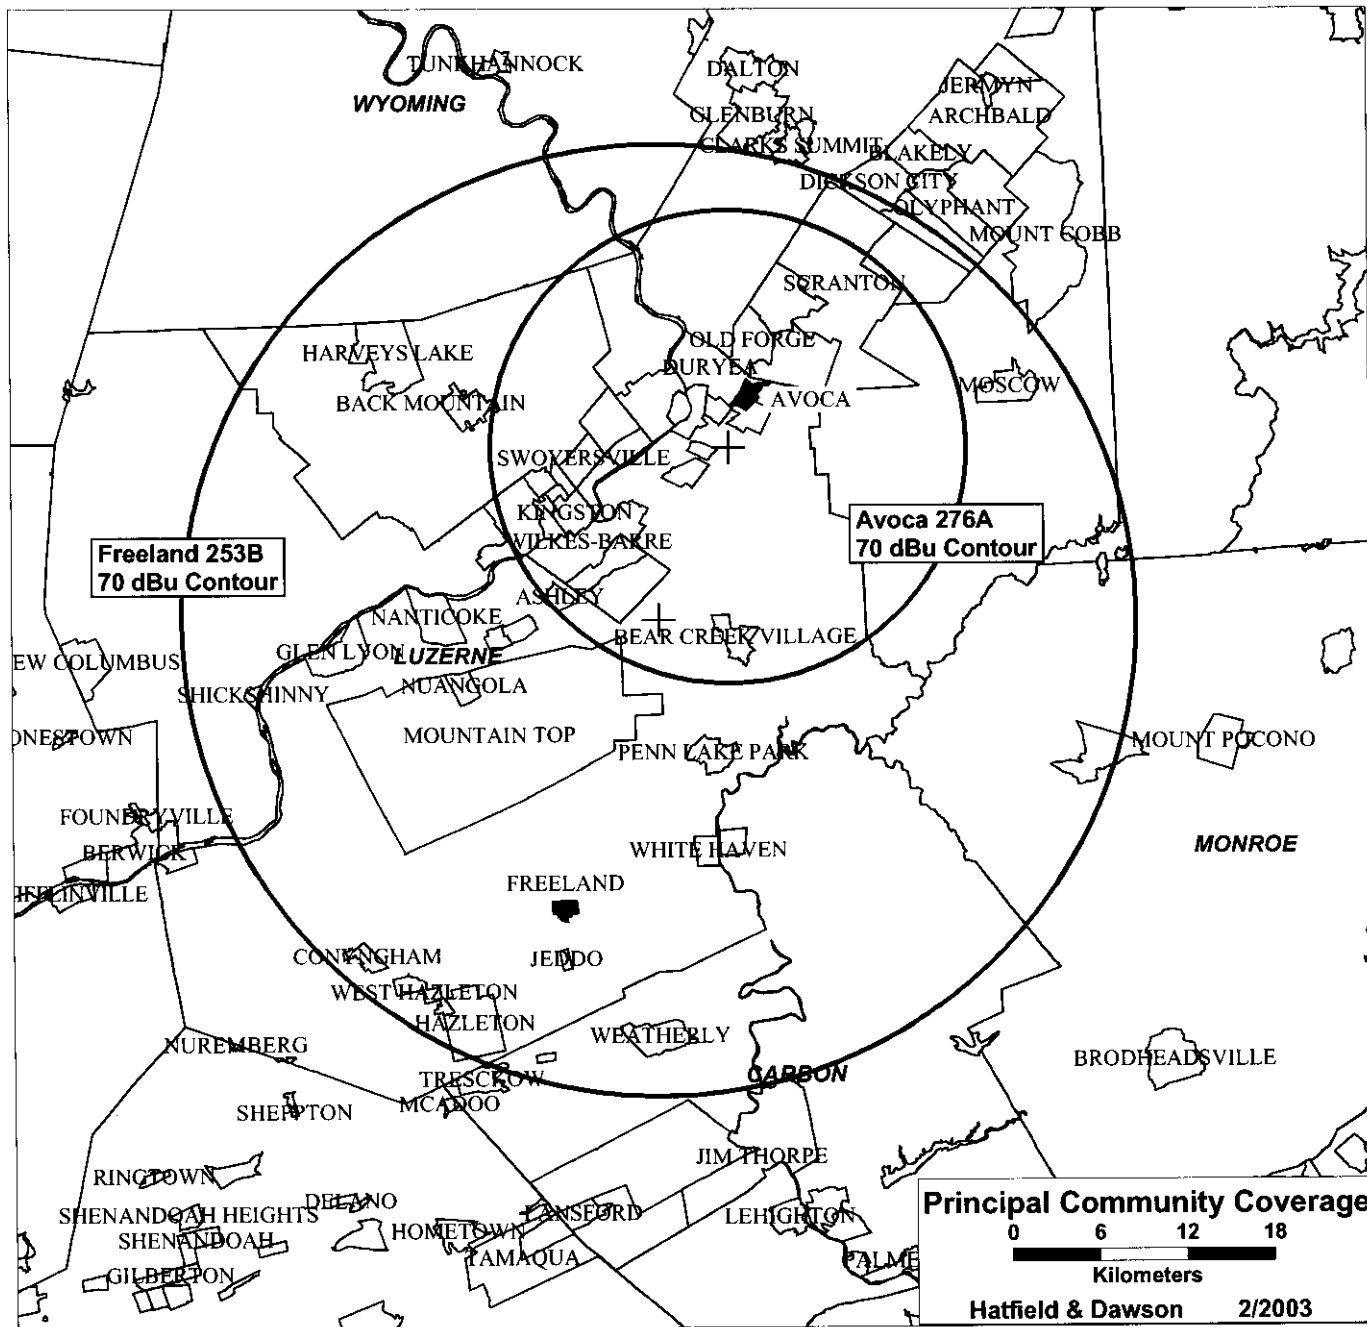 TUNKHANNOCK
DALTON
JERMYN
WYOMING
GLENBURN
ARCHBALD
CLARKS SUMMIT
BLAKELY
DICKSON CITY
OLYPHANT
MOUNT COBB
SCRANTON
OLD FORGE
HARVEYS LAKE
DURYEA
MOSCOW
BACK MOUNTAIN
AVOCA
SWOYERSVILLE
KINGSTON
Avoca 276A
70 dBu Contour
WILKES-BARRE
Freeland 253B
70 dBu Contour
ASHLEY
NANTICOKE
BEAR CREEK VILLAGE
GLEN LYON
LUZERNE
EW COLUMBUS
NUANGOLA
SHICKSHINNY
MOUNTAIN TOP
ONESTOWN
PENN LAKE PARK
MOUNT POCONO
FOUNDRYVILLE
BERWICK
WHITE HAVEN
MONROE
FREELAND
IFFLINVILLE
CONYNGHAM
JEDDO
WEST HAZLETON
HAZLETON
WEATHERLY
NUREMBERG
BRODHEADSVILLE
TRESCKOW
CARBON
MCADOO
SHEPPTON
JIM THORPE
RINGTOWN
DELANO
SHENANDOAH HEIGHTS
LANSFORD
LEHIGHTON
HOMETOWN
SHENANDOAH
TAMAQUA
PALME
GILBERTON
Principal Community Coverage
0 6 12 18
Kilometers
Hatfield & Dawson 2/2003